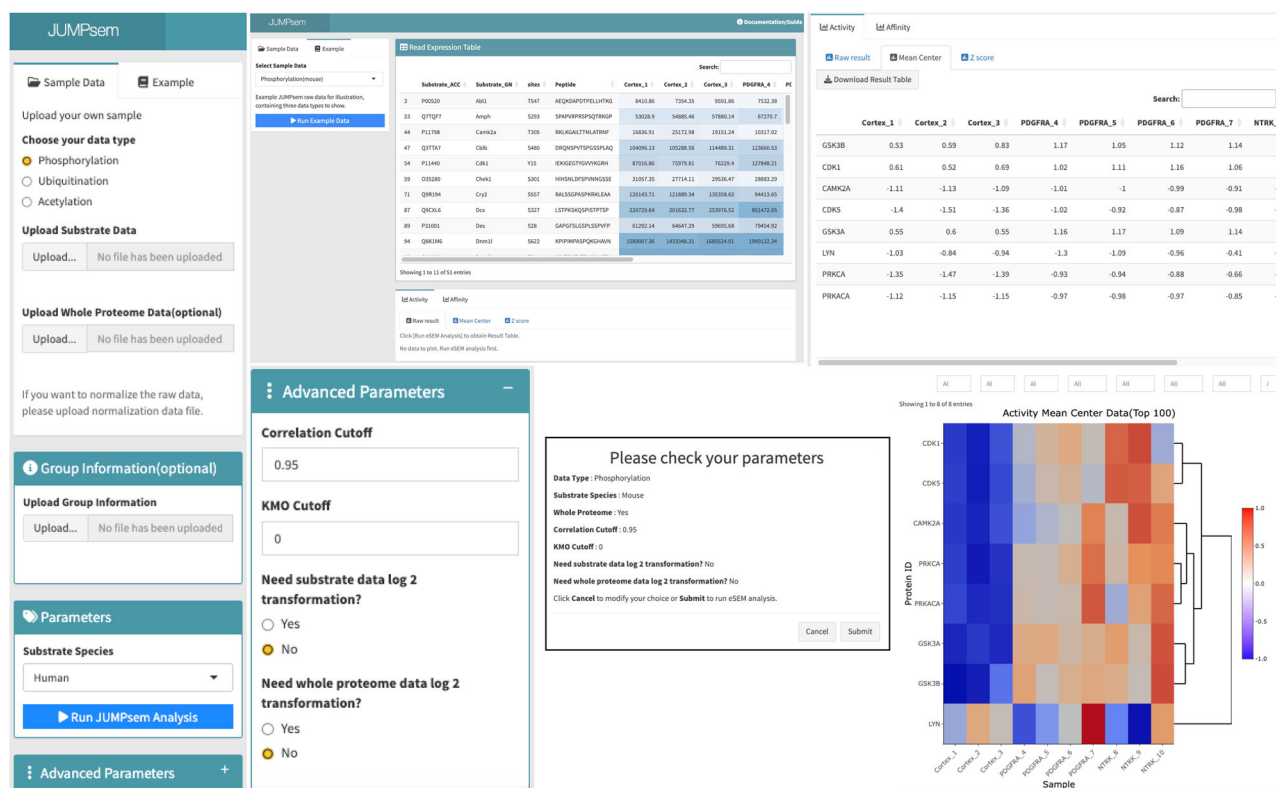 JUMPsem
Sample Data Example
Upload your own sample
Choose your data type
Phosphorylation
Ubiquitination
Acetylation
Upload Substrate Data
Upload... No file has been uploaded
Upload Whole Proteome Data(optional)
Upload... No file has been uploaded
If you want to normalize the raw data,
please upload normalization data file.
Group Information(optional)
Upload Group Information
Upload... No file has been uploaded
Parameters
Substrate Species
Human
Run JUMPsem Analysis
Advanced Parameters +
JUMPsem Documentation/Guide
Sample Data Example
Select Sample Data
Phosphorylation(mouse)
Example JUMPsem raw data for illustration,
containing three data types to show.
Run Example Data
Read Expression Table
Search:
Substrate_ACC Substrate_GN sites Peptide Cortex_1 Cortex_2 Cortex_3 PDGFRA_4
3 P00520 Abl1 T547 AEQKDAPDTPELLHTKG 8410.86 7354.35 9591.86 7532.38
23 Q7TQF7 Amph S293 SPAPVRPRSPSQTRKGP 53028.9 54685.46 57880.14 67270.7
44 P11798 Camk2a T305 RKLKGAILTTMLATRNF 16836.91 25172.98 19151.24 10317.02
47 Q3TTA7 Cblb S480 DRQNSPVTSPGSSPLAQ 104096.13 105288.56 114489.31 123660.53
54 P11440 Cdk1 Y15 IEKIGEGTYGVVYKGRH 87016.86 75979.81 76229.4 127848.21
59 O35280 Chek1 S301 HIHSNLDFSPVNNGSSE 31057.35 27714.11 29536.47 28883.29
71 Q9R194 Cry2 S557 RALSSGPASPKRKLEAA 120143.71 121889.34 135358.62 94413.65
87 Q9CXL6 Dcx S327 LSTPKSKQSPISTPTSP 220729.64 201632.77 253976.52 851472.05
89 P31001 Des S28 GAPGFSLGSPLSSPVFP 61292.14 64647.29 59695.68 79454.92
94 Q8K1M6 Dnm1l S622 KPIPIMPASPQKGHAVN 1589007.36 1433348.31 1685524.01 1990122.34
Showing 1 to 11 of 51 entries
Activity Affinity
Raw result Mean Center Z score
Click [Run eSEM Analysis] to obtain Result Table.
No data to plot. Run eSEM analysis first.
Activity Affinity
Raw result Mean Center Z score
Download Result Table
Search:
Cortex_1 Cortex_2 Cortex_3 PDGFRA_4 PDGFRA_5 PDGFRA_6 PDGFRA_7 NTRK_
GSK3B 0.53 0.59 0.83 1.17 1.05 1.12 1.14
CDK1 0.61 0.52 0.69 1.02 1.11 1.16 1.06
CAMK2A -1.11 -1.13 -1.09 -1.01 -1 -0.99 -0.91
CDK5 -1.4 -1.51 -1.36 -1.02 -0.92 -0.87 -0.98
GSK3A 0.55 0.6 0.55 1.16 1.17 1.09 1.14
LYN -1.03 -0.84 -0.94 -1.3 -1.09 -0.96 -0.41
PRKCA -1.35 -1.47 -1.39 -0.93 -0.94 -0.88 -0.66
PRKACA -1.12 -1.15 -1.15 -0.97 -0.98 -0.97 -0.85
Advanced Parameters −
Correlation Cutoff
0.95
KMO Cutoff
0
Need substrate data log 2
transformation?
Yes
No
Need whole proteome data log 2
transformation?
Yes
No
Please check your parameters
Data Type : Phosphorylation
Substrate Species : Mouse
Whole Proteome : Yes
Correlation Cutoff : 0.95
KMO Cutoff : 0
Need substrate data log 2 transformation? No
Need whole proteome data log 2 transformation? No
Click Cancel to modify your choice or Submit to run eSEM analysis.
Cancel Submit
Al Al Al All All All All
Showing 1 to 8 of 8 entries
Activity Mean Center Data(Top 100)
CDK1
CDK5
CAMK2A
PRKCA
PRKACA
GSK3A
GSK3B
LYN
Protein ID
1.0
0.5
0.0
-0.5
-1.0
Cortex_1 Cortex_2 Cortex_3 PDGFRA_4 PDGFRA_5 PDGFRA_6 PDGFRA_7 NTRK_8 NTRK_9 NTRK_10
Sample